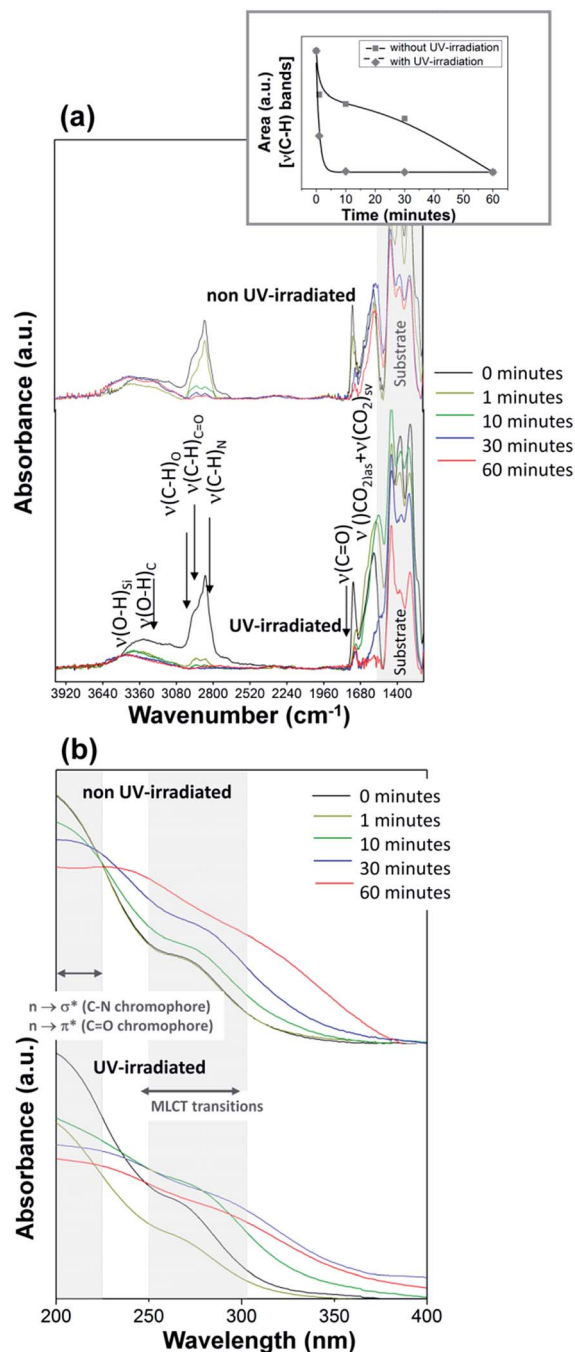 (a)
Area (a.u.)
[ν(C-H) bands]
without UV-irradiation
with UV-irradiation
0 10 20 30 40 50 60
Time (minutes)
Absorbance (a.u.)
non UV-irradiated
Substrate
0 minutes
1 minutes
10 minutes
30 minutes
60 minutes
ν(O-H)Si
γ(O-H)C
ν(C-H)O
ν(C-H)C=O
ν(C-H)N
ν(C=O)
ν()CO2)as+ν(CO2)sv
UV-irradiated
Substrate
3920 3640 3360 3080 2800 2520 2240 1960 1680 1400
Wavenumber (cm-1)
(b)
non UV-irradiated
0 minutes
1 minutes
10 minutes
30 minutes
60 minutes
n → σ* (C-N chromophore)
n → π* (C=O chromophore)
UV-irradiated
MLCT transitions
Absorbance (a.u.)
200 250 300 350 400
Wavelength (nm)